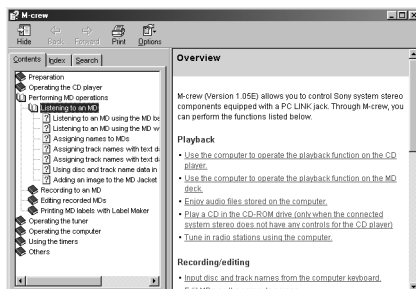 M-crew
Hide Back Forward Print Options
Contents Index Search
Preparation
Operating the CD player
Performing MD operations
Listening to an MD
Listening to an MD using the MD ba
Listening to an MD using the MD w
Assigning names to MDs
Assigning track names with text da
Assigning track names with text da
Using disc and track name data in
Adding an image to the MD Jacket
Recording to an MD
Editing recorded MDs
Printing MD labels with Label Maker
Operating the tuner
Operating the computer
Using the timers
Others
Overview
M-crew (Version 1.05E) allows you to control Sony system stereo
components equipped with a PC LINK jack. Through M-crew, you
can perform the functions listed below.
Playback
• Use the computer to operate the playback function on the CD
player.
• Use the computer to operate the playback function on the MD
deck.
• Enjoy audio files stored on the computer.
• Play a CD in the CD-ROM drive (only when the connected
system stereo does not have any controls for the CD player)
• Tune in radio stations using the computer.
Recording/editing
• Input disc and track names from the computer keyboard.